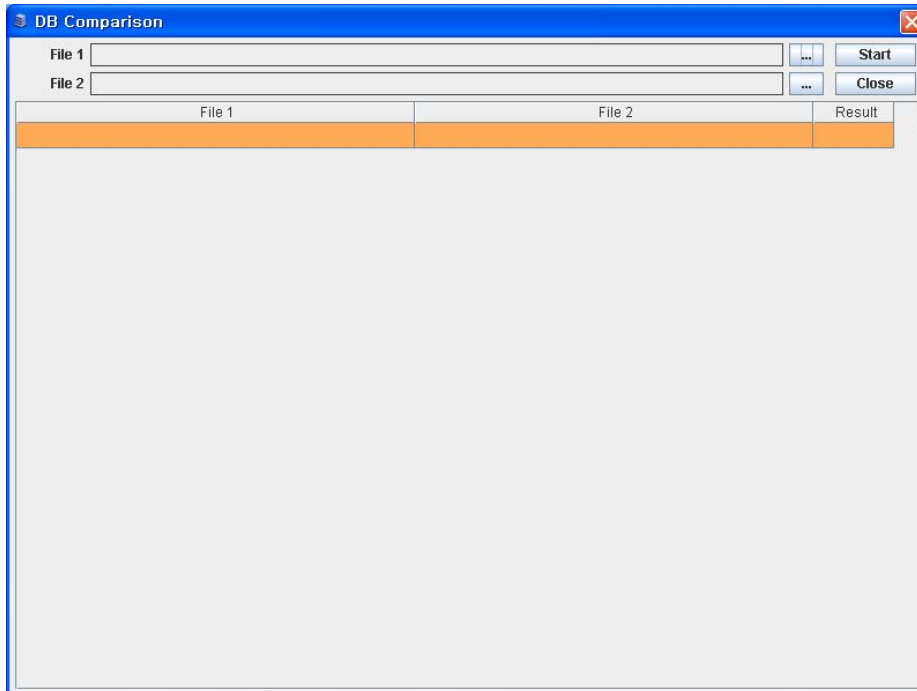 DB Comparison
File 1 ... Start
File 2 ... Close
File 1 File 2 Result